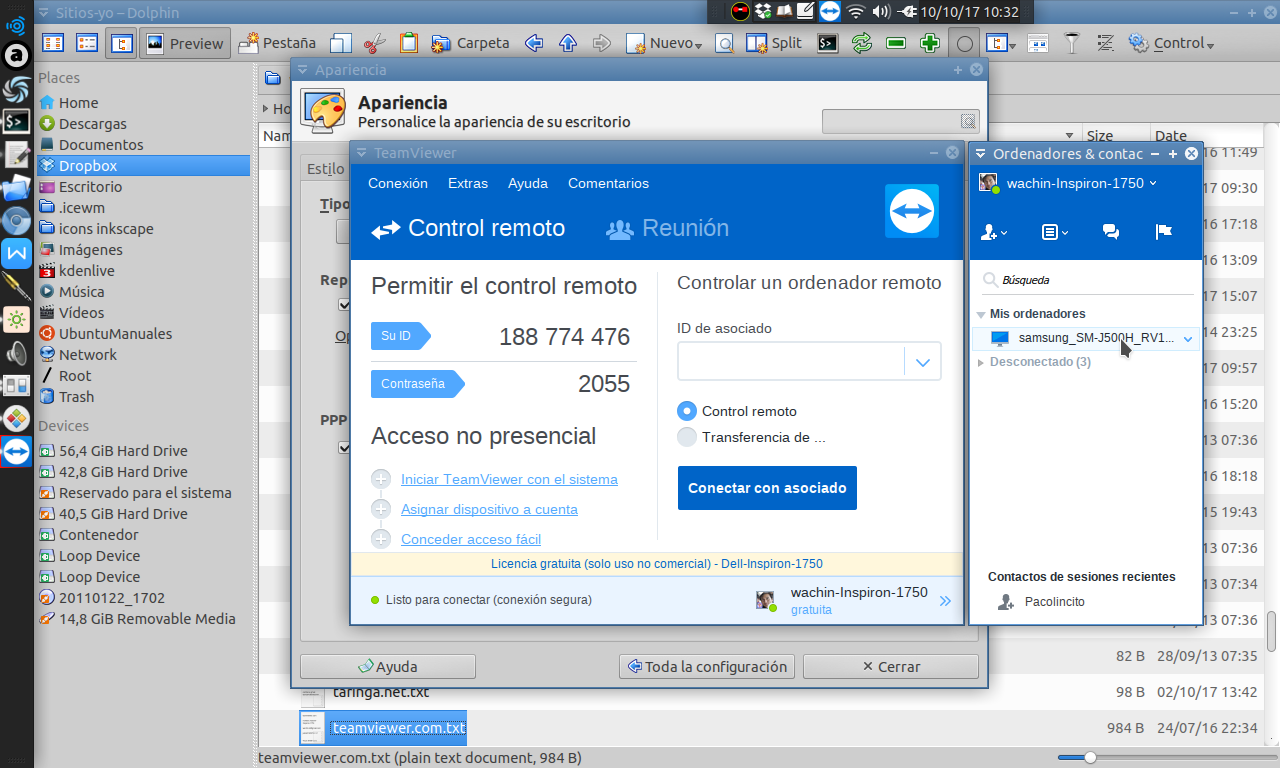 Sitios-yo – Dolphin
10/10/17 10:32
Preview
Pestaña
Carpeta
Nuevo
Split
Control
Places
Home
Descargas
Documentos
Dropbox
Escritorio
.icewm
icons inkscape
Imágenes
kdenlive
Música
Vídeos
UbuntuManuales
Network
Root
Trash
Devices
56,4 GiB Hard Drive
42,8 GiB Hard Drive
Reservado para el sistema
40,5 GiB Hard Drive
Contenedor
Loop Device
Loop Device
20110122_1702
14,8 GiB Removable Media
Ho
Nam
Size
Date
Apariencia
Apariencia
Personalice la apariencia de su escritorio
Estilo
Tipo
Rep
Op
PPP
Ayuda
Toda la configuración
Cerrar
TeamViewer
Conexión Extras Ayuda Comentarios
Control remoto
Reunión
Permitir el control remoto
Su ID
188 774 476
Contraseña
2055
Acceso no presencial
Iniciar TeamViewer con el sistema
Asignar dispositivo a cuenta
Conceder acceso fácil
Controlar un ordenador remoto
ID de asociado
Control remoto
Transferencia de ...
Conectar con asociado
Licencia gratuita (solo uso no comercial) - Dell-Inspiron-1750
Listo para conectar (conexión segura)
wachin-Inspiron-1750
gratuita
Ordenadores & contac
wachin-Inspiron-1750
Búsqueda
Mis ordenadores
samsung_SM-J500H_RV1...
Desconectado (3)
Contactos de sesiones recientes
Pacolincito
16 11:49
17 09:30
16 17:18
16 13:09
17 15:07
14 23:25
17 09:57
16 15:20
13 07:36
16 18:18
15 19:43
13 07:36
13 07:34
13 07:36
82 B 28/09/13 07:35
taringa.net.txt 98 B 02/10/17 13:42
teamviewer.com.txt 984 B 24/07/16 22:34
teamviewer.com.txt (plain text document, 984 B)